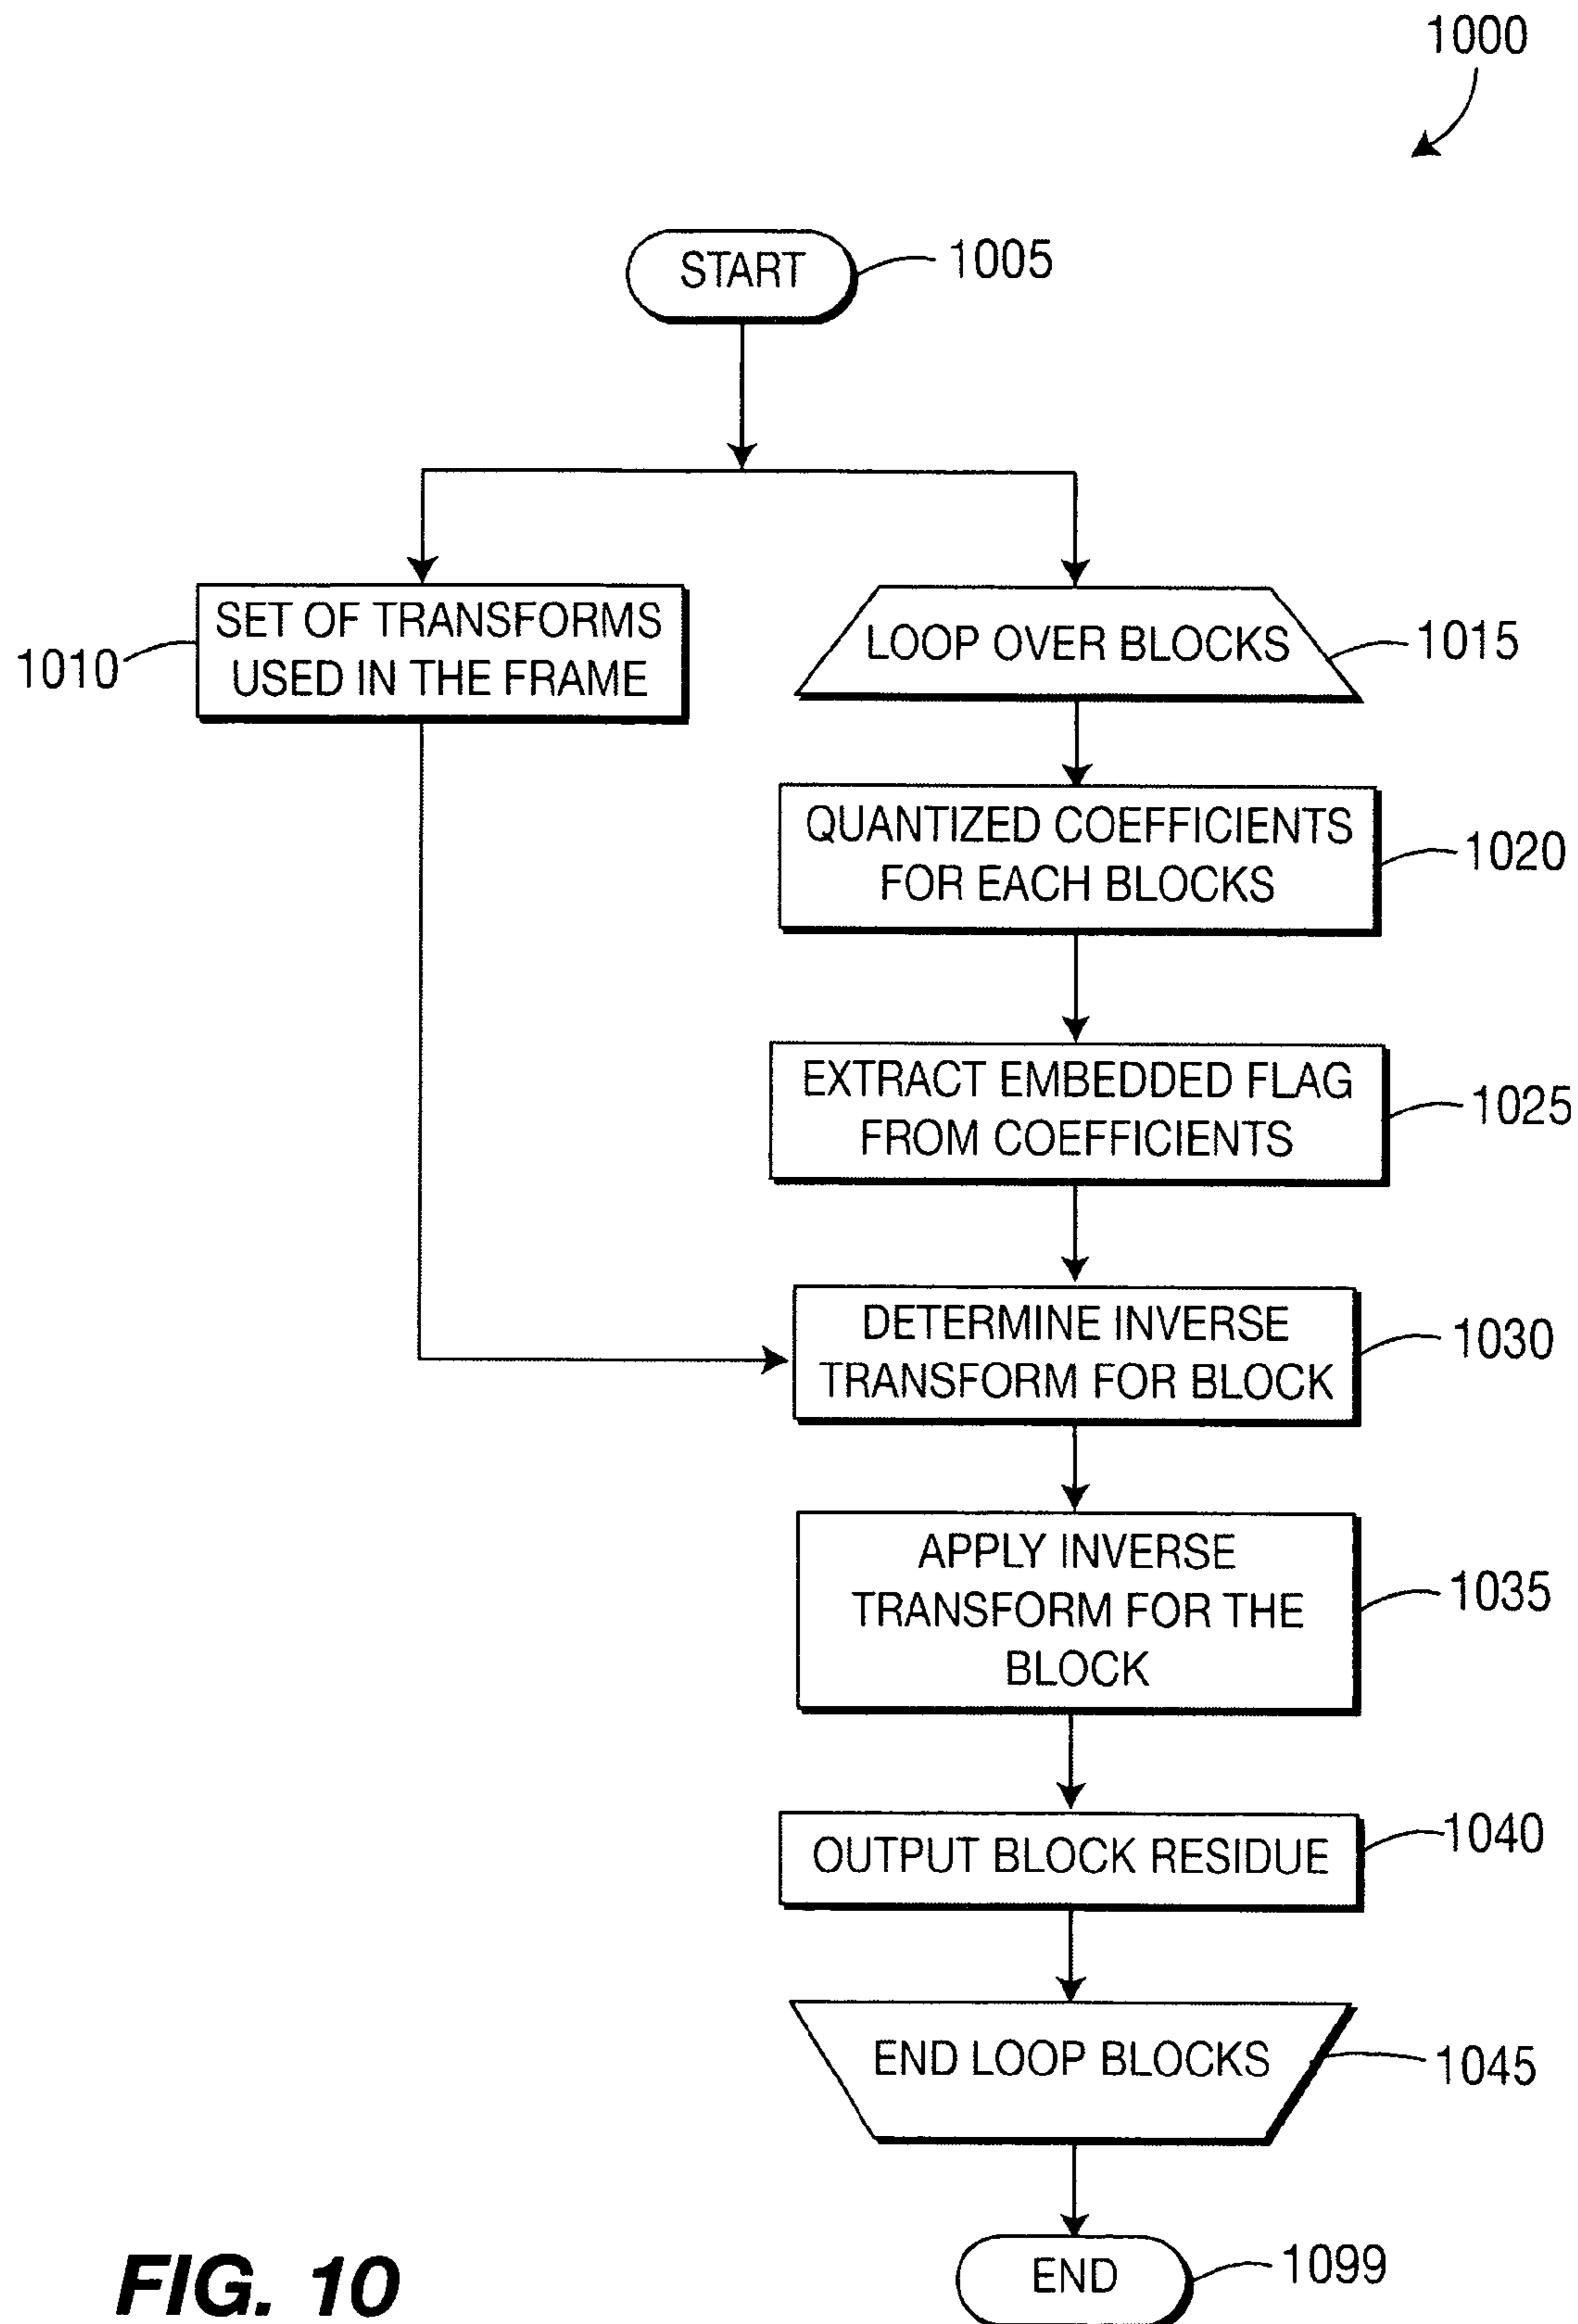 1000
START
1005
SET OF TRANSFORMS
USED IN THE FRAME
1010
LOOP OVER BLOCKS
1015
QUANTIZED COEFFICIENTS
FOR EACH BLOCKS
1020
EXTRACT EMBEDDED FLAG
FROM COEFFICIENTS
1025
DETERMINE INVERSE
TRANSFORM FOR BLOCK
1030
APPLY INVERSE
TRANSFORM FOR THE
BLOCK
1035
OUTPUT BLOCK RESIDUE
1040
END LOOP BLOCKS
1045
END
1099
FIG. 10